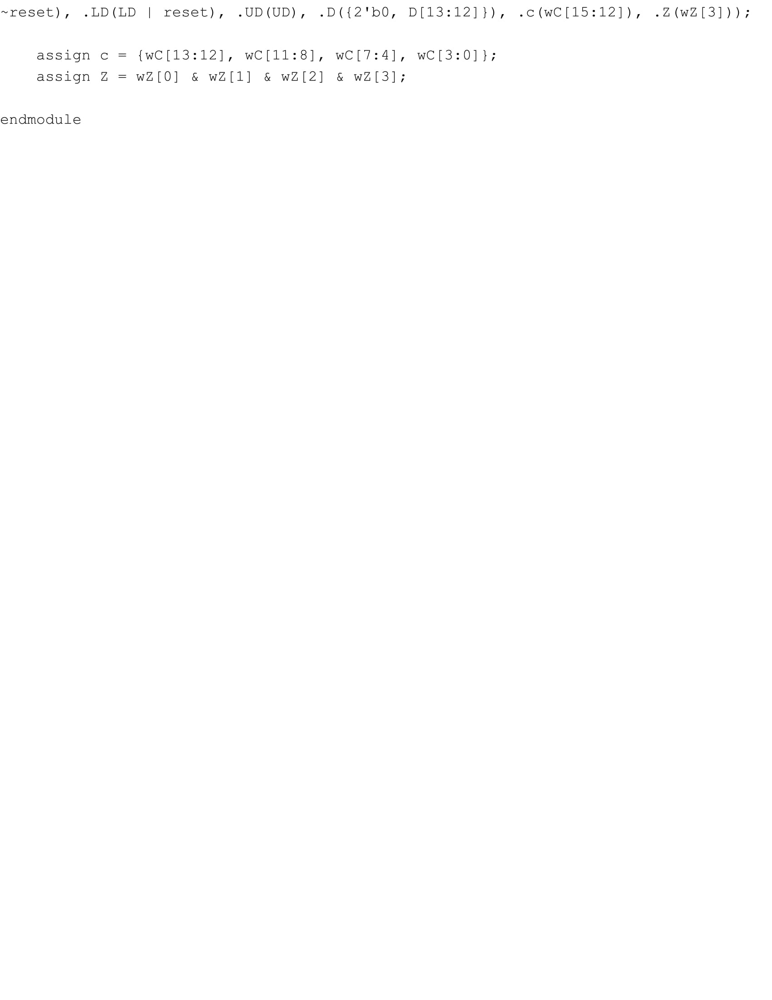 ~reset), .LD(LD | reset), .UD(UD), .D({2'b0, D[13:12]}), .c(wC[15:12]), .Z(wZ[3]));
    assign c = {wC[13:12], wC[11:8], wC[7:4], wC[3:0]};
    assign Z = wZ[0] & wZ[1] & wZ[2] & wZ[3];
endmodule